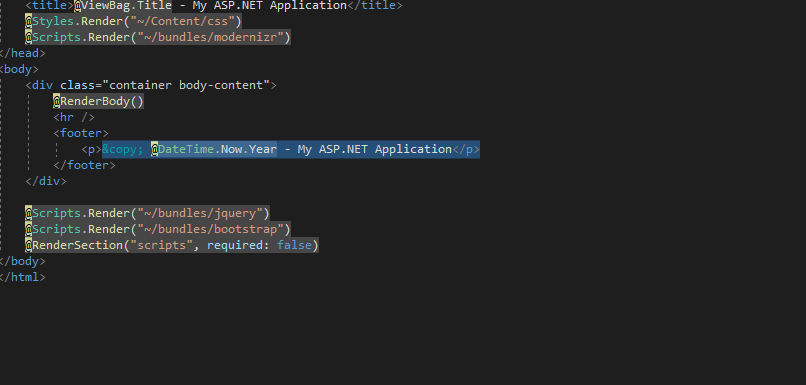 <title>@ViewBag.Title - My ASP.NET Application</title>
@Styles.Render("~/Content/css")
@Scripts.Render("~/bundles/modernizr")
</head>
<body>
<div class="container body-content">
@RenderBody()
<hr />
<footer>
<p>&copy; @DateTime.Now.Year - My ASP.NET Application</p>
</footer>
</div>
@Scripts.Render("~/bundles/jquery")
@Scripts.Render("~/bundles/bootstrap")
@RenderSection("scripts", required: false)
</body>
</html>